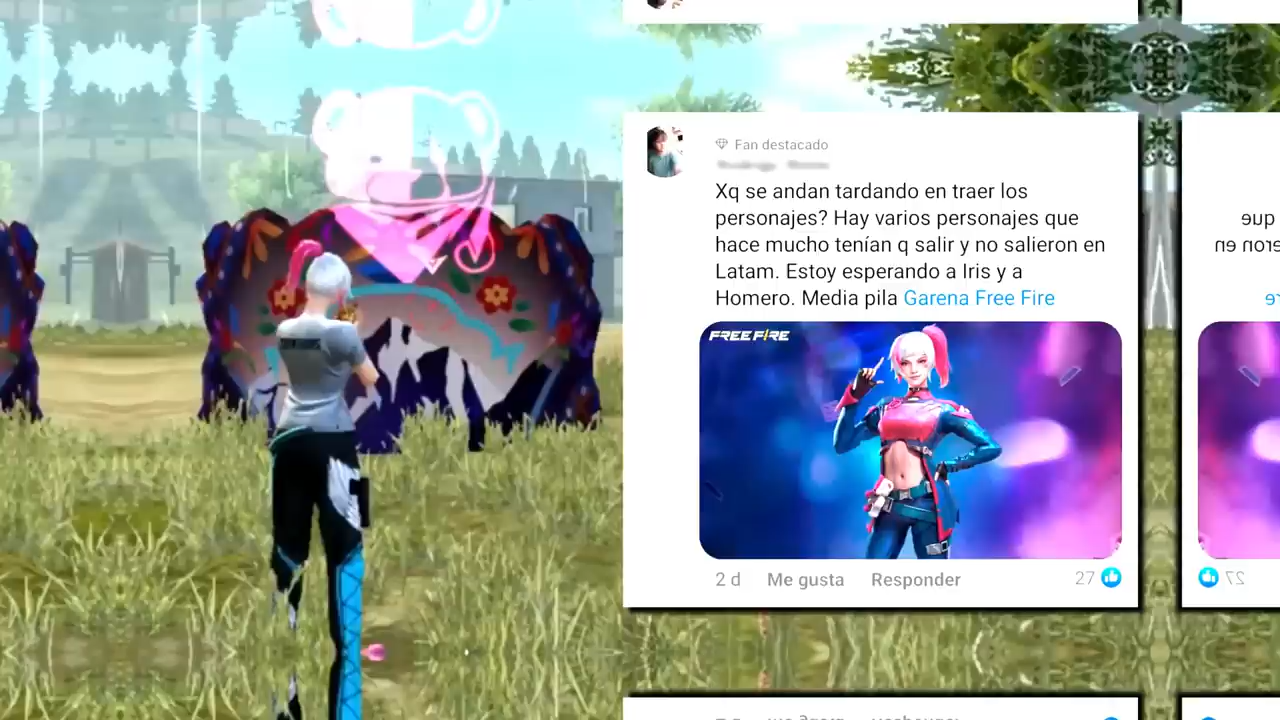 Fan destacado
Xq se andan tardando en traer los
personajes? Hay varios personajes que
hace mucho tenían q salir y no salieron en
Latam. Estoy esperando a Iris y a
Homero. Media pila Garena Free Fire
FREE FIRE
2 d Me gusta Responder
27